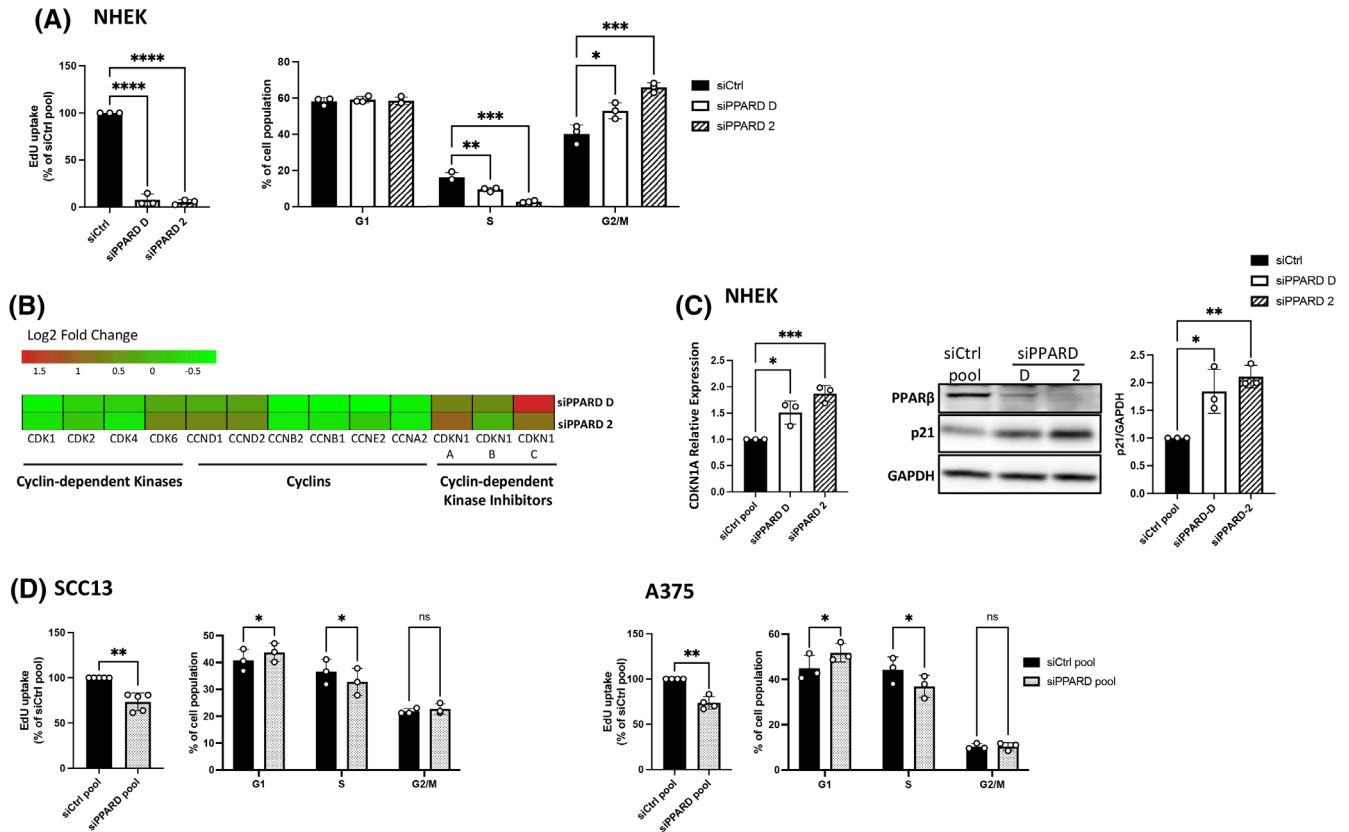 (A) NHEK
150
100
50
0
EdU uptake
(% of siCtrl pool)
****
****
siCtrl
siPPARD D
siPPARD 2
80
60
40
20
0
% of cell population
**
***
*
***
G1
S
G2/M
siCtrl
siPPARD D
siPPARD 2
(B)
Log2 Fold Change
1.5 1 0.5 0 -0.5
siPPARD D
siPPARD 2
CDK1 CDK2 CDK4 CDK6 CCND1 CCND2 CCNB2 CCNB1 CCNE2 CCNA2 CDKN1 CDKN1 CDKN1
A B C
Cyclin-dependent Kinases
Cyclins
Cyclin-dependent
Kinase Inhibitors
(C) NHEK
siCtrl
siPPARD D
siPPARD 2
CDKN1A Relative Expression
2.5
2.0
1.5
1.0
0.5
0.0
***
*
siCtrl pool
siPPARD D
siPPARD 2
siCtrl
pool
siPPARD
D 2
PPARβ
p21
GAPDH
p21/GAPDH
2.5
2.0
1.5
1.0
0.5
0.0
**
*
siCtrl pool
siPPARD-D
siPPARD-2
(D) SCC13
EdU uptake
(% of siCtrl pool)
150
100
50
0
**
siCtrl pool
siPPARD pool
% of cell population
50
40
30
20
10
0
*
*
ns
G1
S
G2/M
A375
EdU uptake
(% of siCtrl pool)
150
100
50
0
**
siCtrl pool
siPPARD pool
% of cell population
60
40
20
0
*
*
ns
G1
S
G2/M
siCtrl pool
siPPARD pool